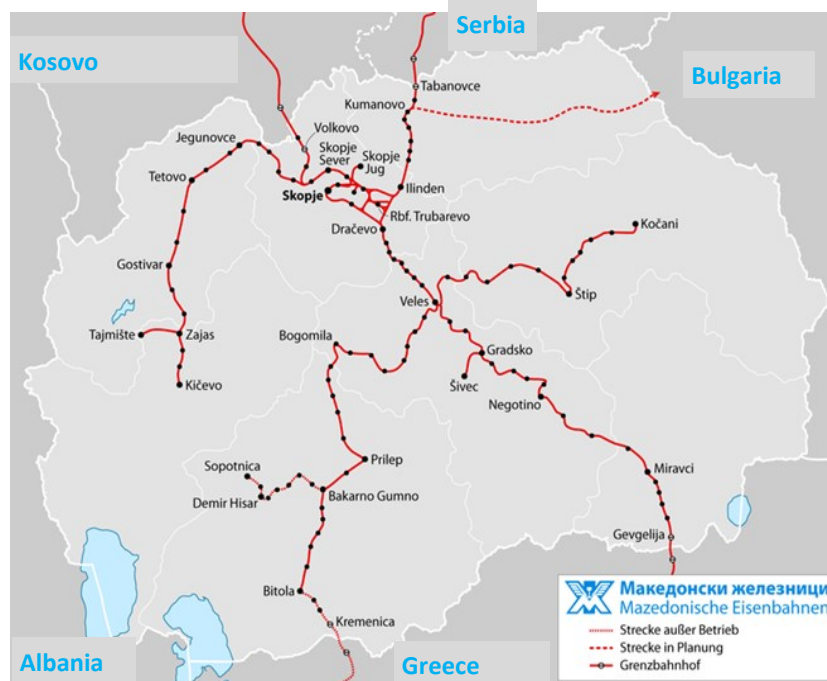 Serbia
Kosovo
Bulgaria
Tabanovce
Kumanovo
Volkovo
Jegunovce
Skopje
Sever
Skopje
Jug
Tetovo
Ilinden
Skopje
Rbf. Trubarevo
Dračevo
Kočani
Gostivar
Štip
Veles
Tajmište
Zajas
Bogomila
Gradsko
Kičevo
Šivec
Negotino
Sopotnica
Prilep
Miravci
Demir Hisar
Bakarno Gumno
Gevgelija
Bitola
Kremenica
Македонски железници
Mazedonische Eisenbahnen
Strecke außer Betrieb
Strecke in Planung
Grenzbahnhof
Albania
Greece